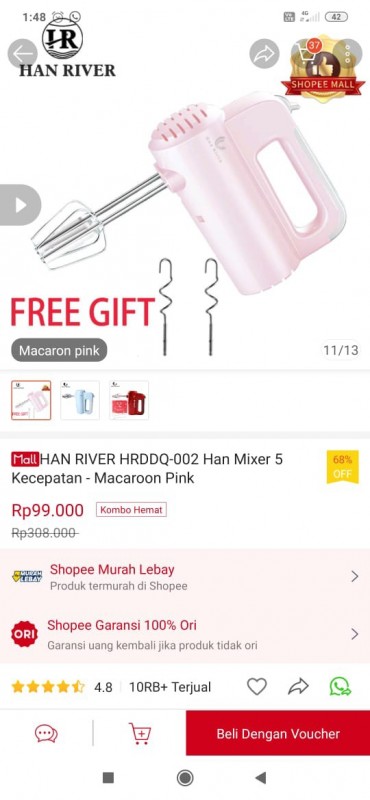 1:48
4G
42
HAN RIVER
37
SHOPEE MALL
FREE GIFT
Macaron pink
11/13
Mall HAN RIVER HRDDQ-002 Han Mixer 5
Kecepatan - Macaroon Pink
68%
OFF
Rp99.000
Kombo Hemat
Rp308.000
MURAH
LEBAY
Shopee Murah Lebay
Produk termurah di Shopee
ORI
Shopee Garansi 100% Ori
Garansi uang kembali jika produk tidak ori
4.8
10RB+ Terjual
Beli Dengan Voucher